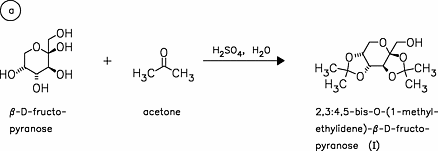 a
H₂SO₄, H₂O
HO
O
OH
OH
OH
OH
+
O
H₃C
CH₃
O
OH
O
O
O
O
H₃C
CH₃
H₃C
CH₃
β-D-fructo-
pyranose
acetone
2,3:4,5-bis-O-(1-methyl-
ethylidene)-β-D-fructo-
pyranose (I)